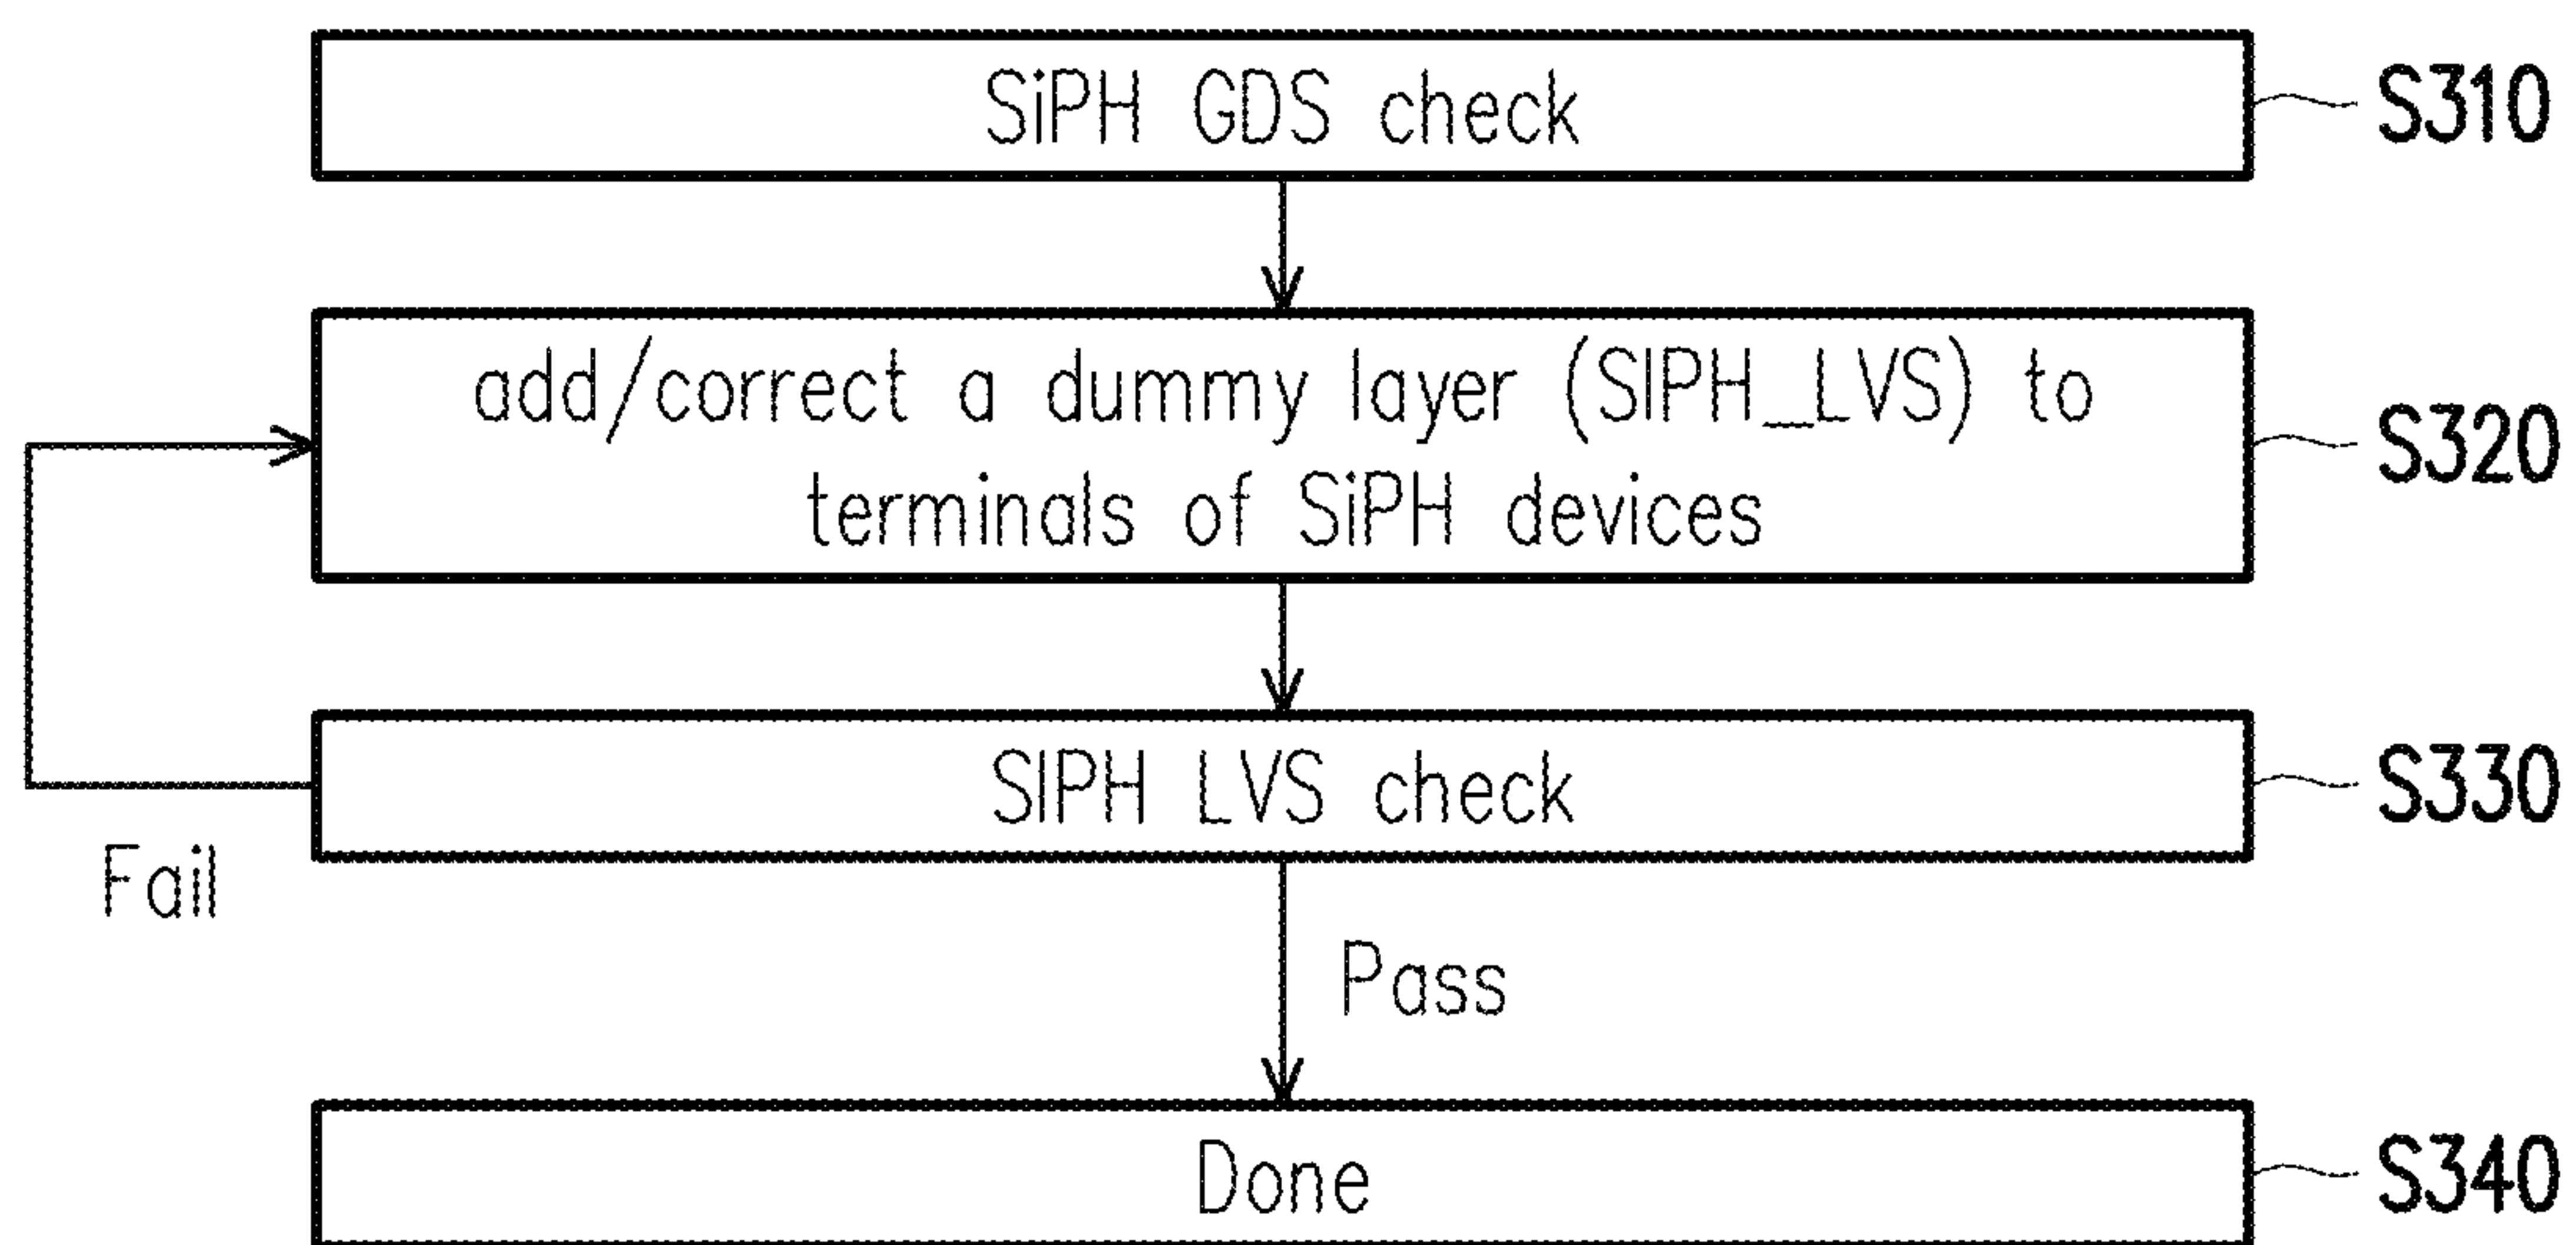 SiPH GDS check
S310
add/correct a dummy layer (SIPH_LVS) to
terminals of SiPH devices
S320
SIPH LVS check
S330
Fail
Pass
Done
S340